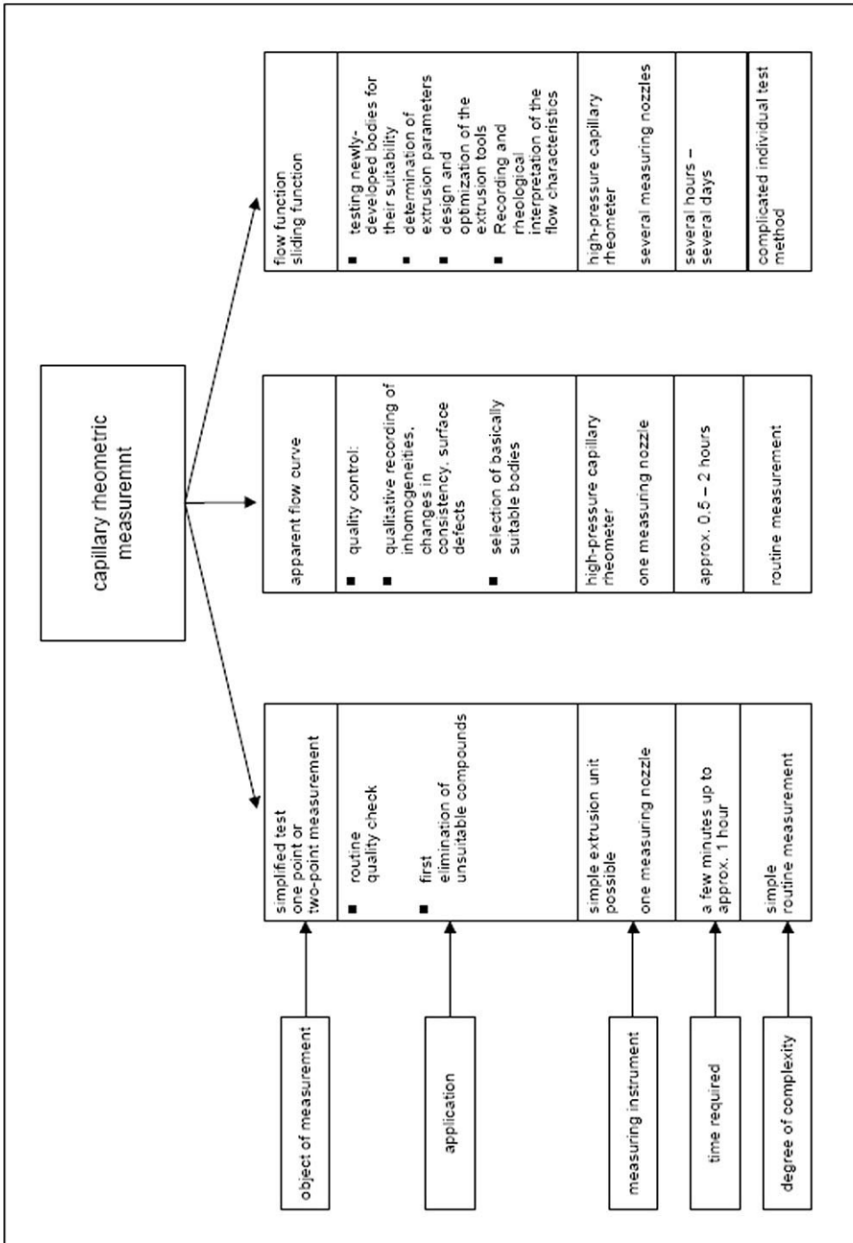 capillary rheometric
measuremnt
object of measurement
simplified test
one point or
two-point measurement
apparent flow curve
flow function
sliding function
application
■ routine
quality check
■ first
elimination of
unsuitable compounds
■ quality control:
■ qualitative recording of
inhomogeneities,
changes in
consistency, surface
defects
■ selection of basically
suitable bodies
■ testing newly-
developed bodies for
their suitability
■ determination of
extrusion parameters
■ design and
optimization of the
extrusion tools
■ Recording and
rheological
interpretation of the
flow characteristics
measuring instrument
simple extrusion unit
possible
one measuring nozzle
high-pressure capillary
rheometer
one measuring nozzle
high-pressure capillary
rheometer
several measuring nozzles
time required
a few minutes up to
approx. 1 hour
approx. 0.5 – 2 hours
several hours –
several days
degree of complexity
simple
routine measurement
routine measurement
complicated individual test
method